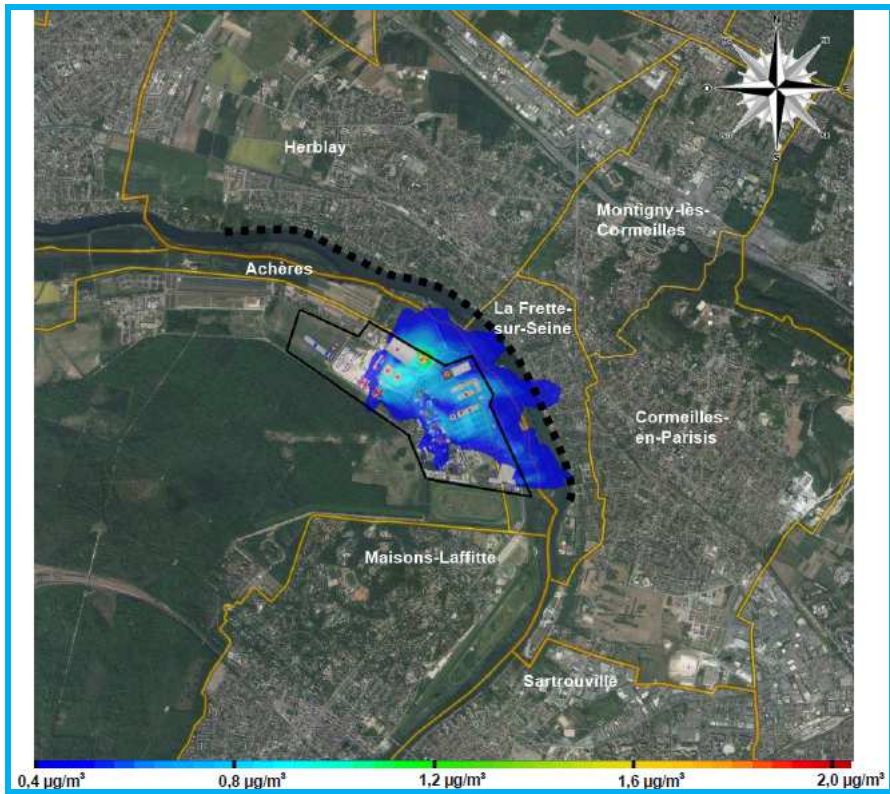 N
Herblay
Montigny-lès-
Cormeilles
Achères
La Frette-
sur-Seine
Cormeilles-
en-Parisis
Maisons-Laffitte
Sartrouville
S
0,4 µg/m³
0,8 µg/m³
1,2 µg/m³
1,6 µg/m³
2,0 µg/m³